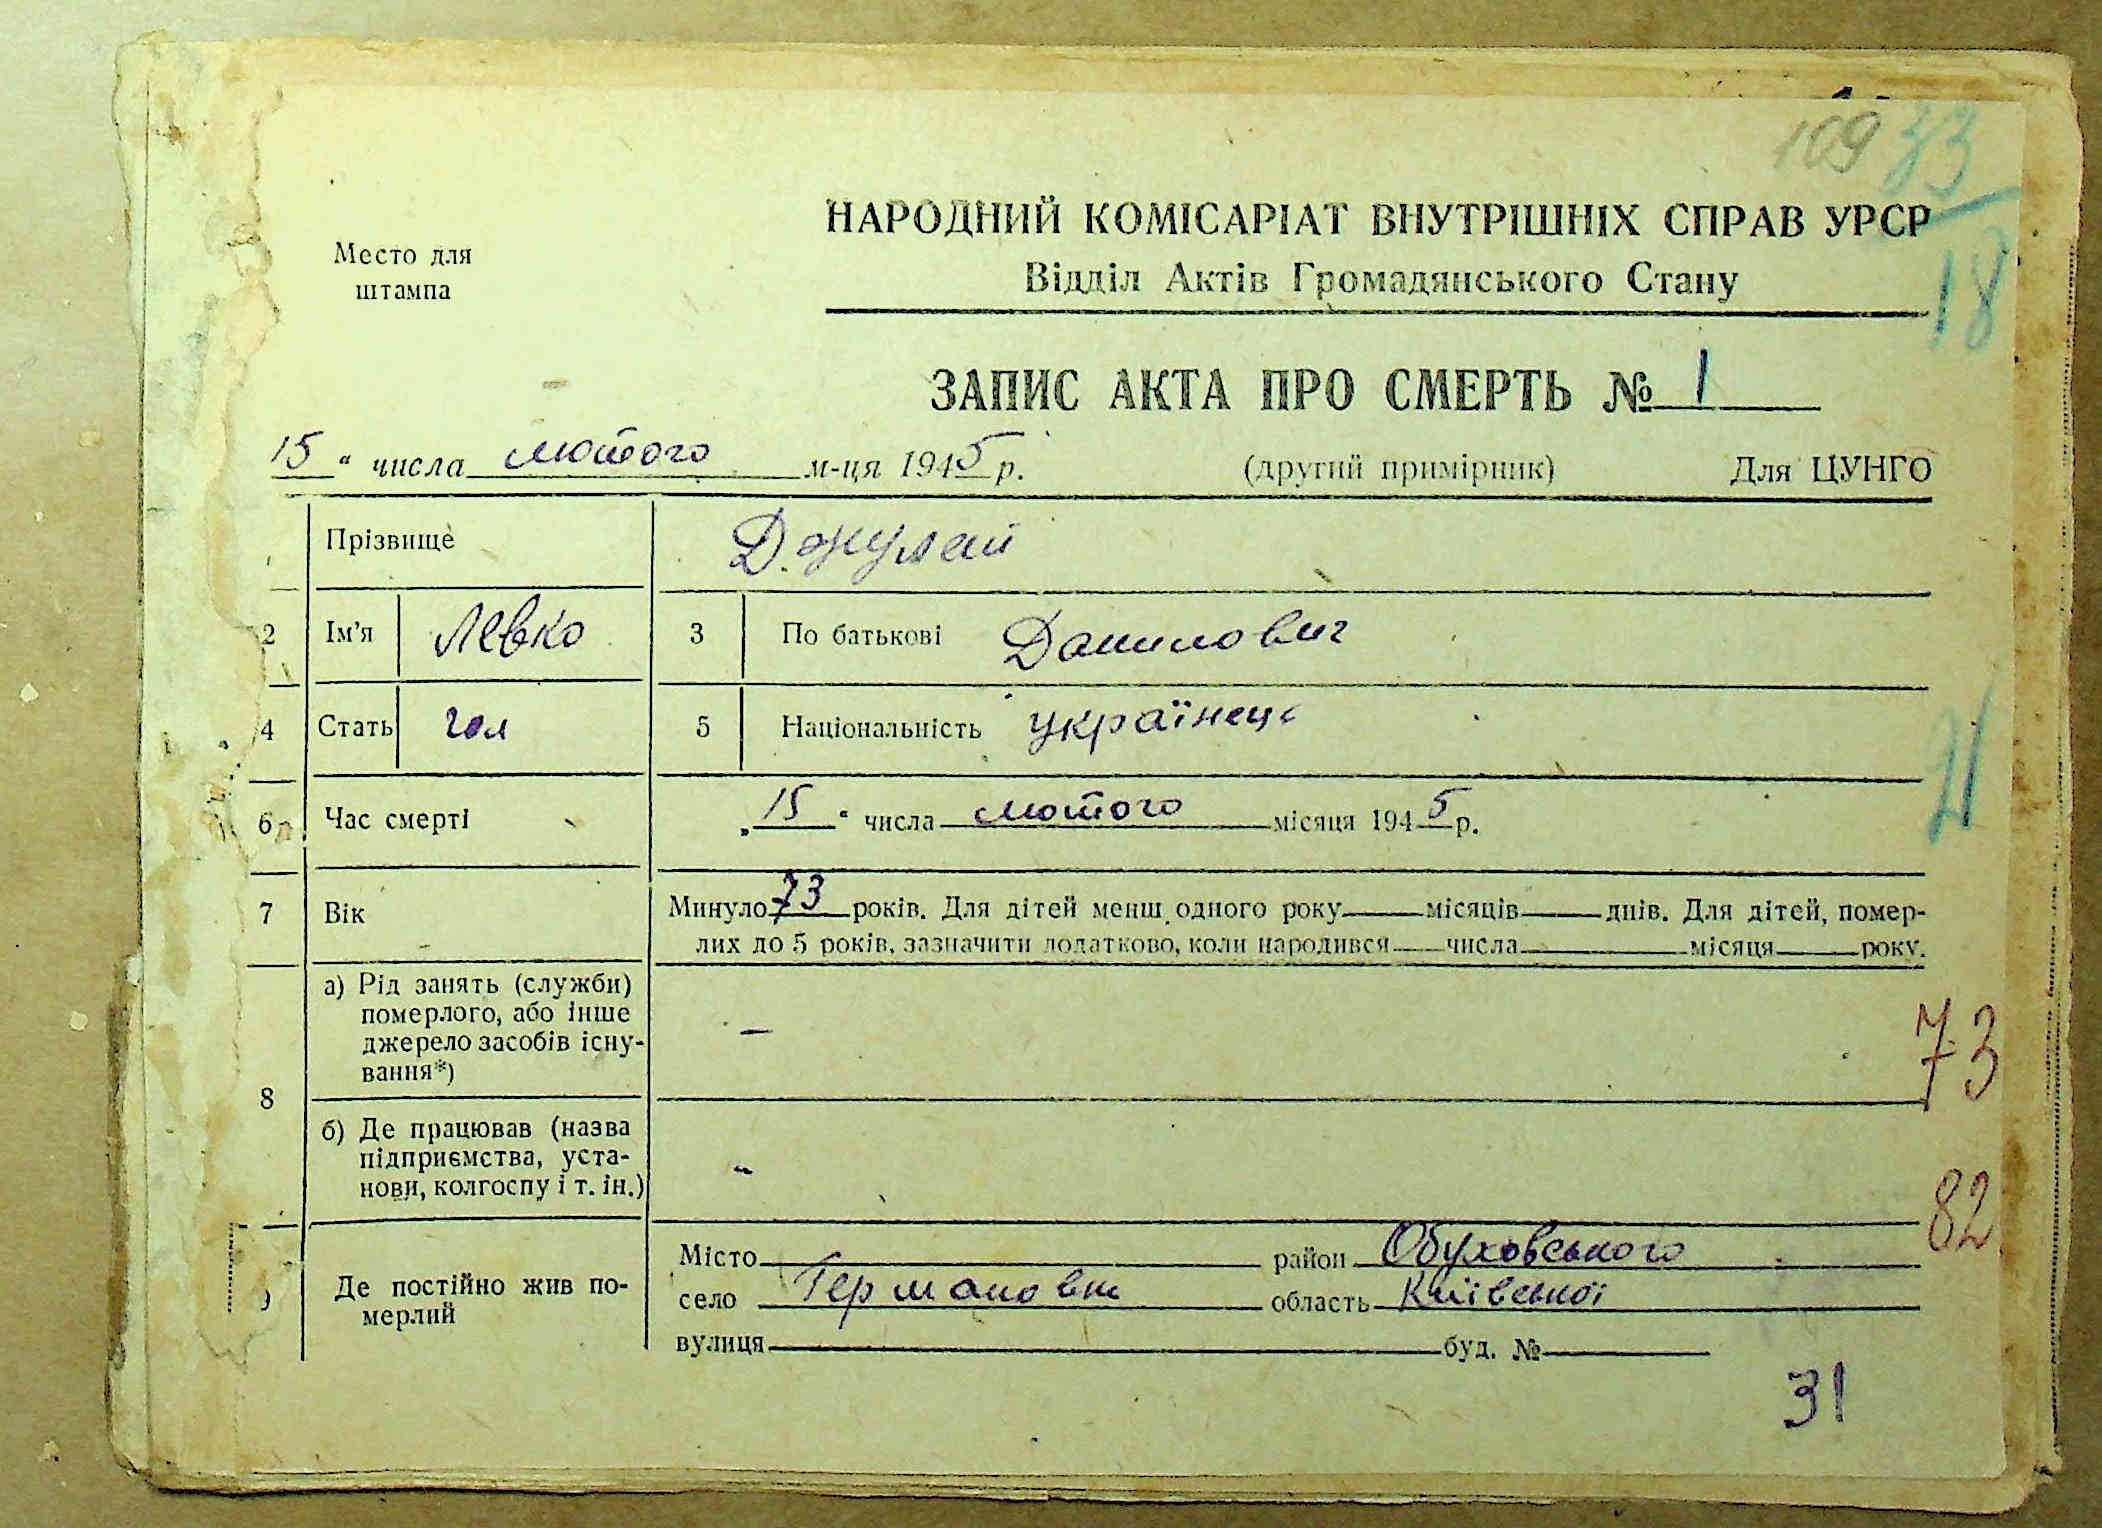 109 33
НАРОДНИЙ КОМІСАРІАТ ВНУТРІШНІХ СПРАВ УРСР
Место для
штампа
Відділ Актів Громадянського Стану
18
ЗАПИС АКТА ПРО СМЕРТЬ № 1
15 " числа лютого м-ця 1945 р. (другий примірник) Для ЦУНГО
Прізвище Джулай
2 Ім'я Левко 3 По батькові Данилович
4 Стать чол 5 Національність українець
21
6 Час смерті „15" числа лютого місяця 1945 р.
7 Вік Минуло 73 років. Для дітей менш одного року — місяців — днів. Для дітей, помер-
лих до 5 років, зазначити додатково, коли народився — числа — місяця — року.
8 а) Рід занять (служби)
померлого, або інше
джерело засобів існу-
вання*)
–
73
б) Де працював (назва
підприємства, уста-
нови, колгоспу і т. ін.)
-
82
9 Де постійно жив по-
мерлий
Місто район Обуховського
село Германовка область Київської
вулиця буд. №
31